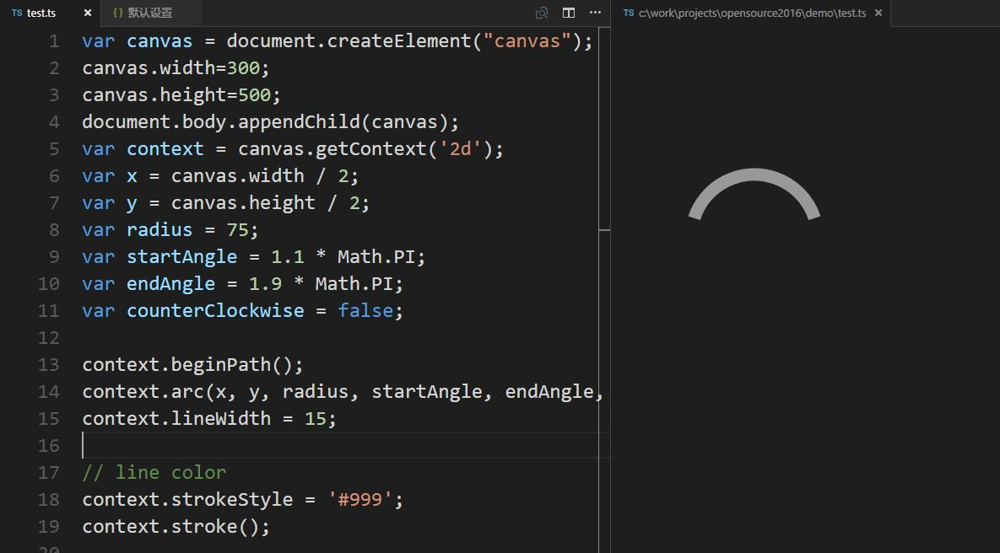 TS test.ts × {} 默认设置 TS c:\work\projects\opensource2016\demo\test.ts ×
1 var canvas = document.createElement("canvas");
2 canvas.width=300;
3 canvas.height=500;
4 document.body.appendChild(canvas);
5 var context = canvas.getContext('2d');
6 var x = canvas.width / 2;
7 var y = canvas.height / 2;
8 var radius = 75;
9 var startAngle = 1.1 * Math.PI;
10 var endAngle = 1.9 * Math.PI;
11 var counterClockwise = false;
12
13 context.beginPath();
14 context.arc(x, y, radius, startAngle, endAngle,
15 context.lineWidth = 15;
16
17 // line color
18 context.strokeStyle = '#999';
19 context.stroke();
20